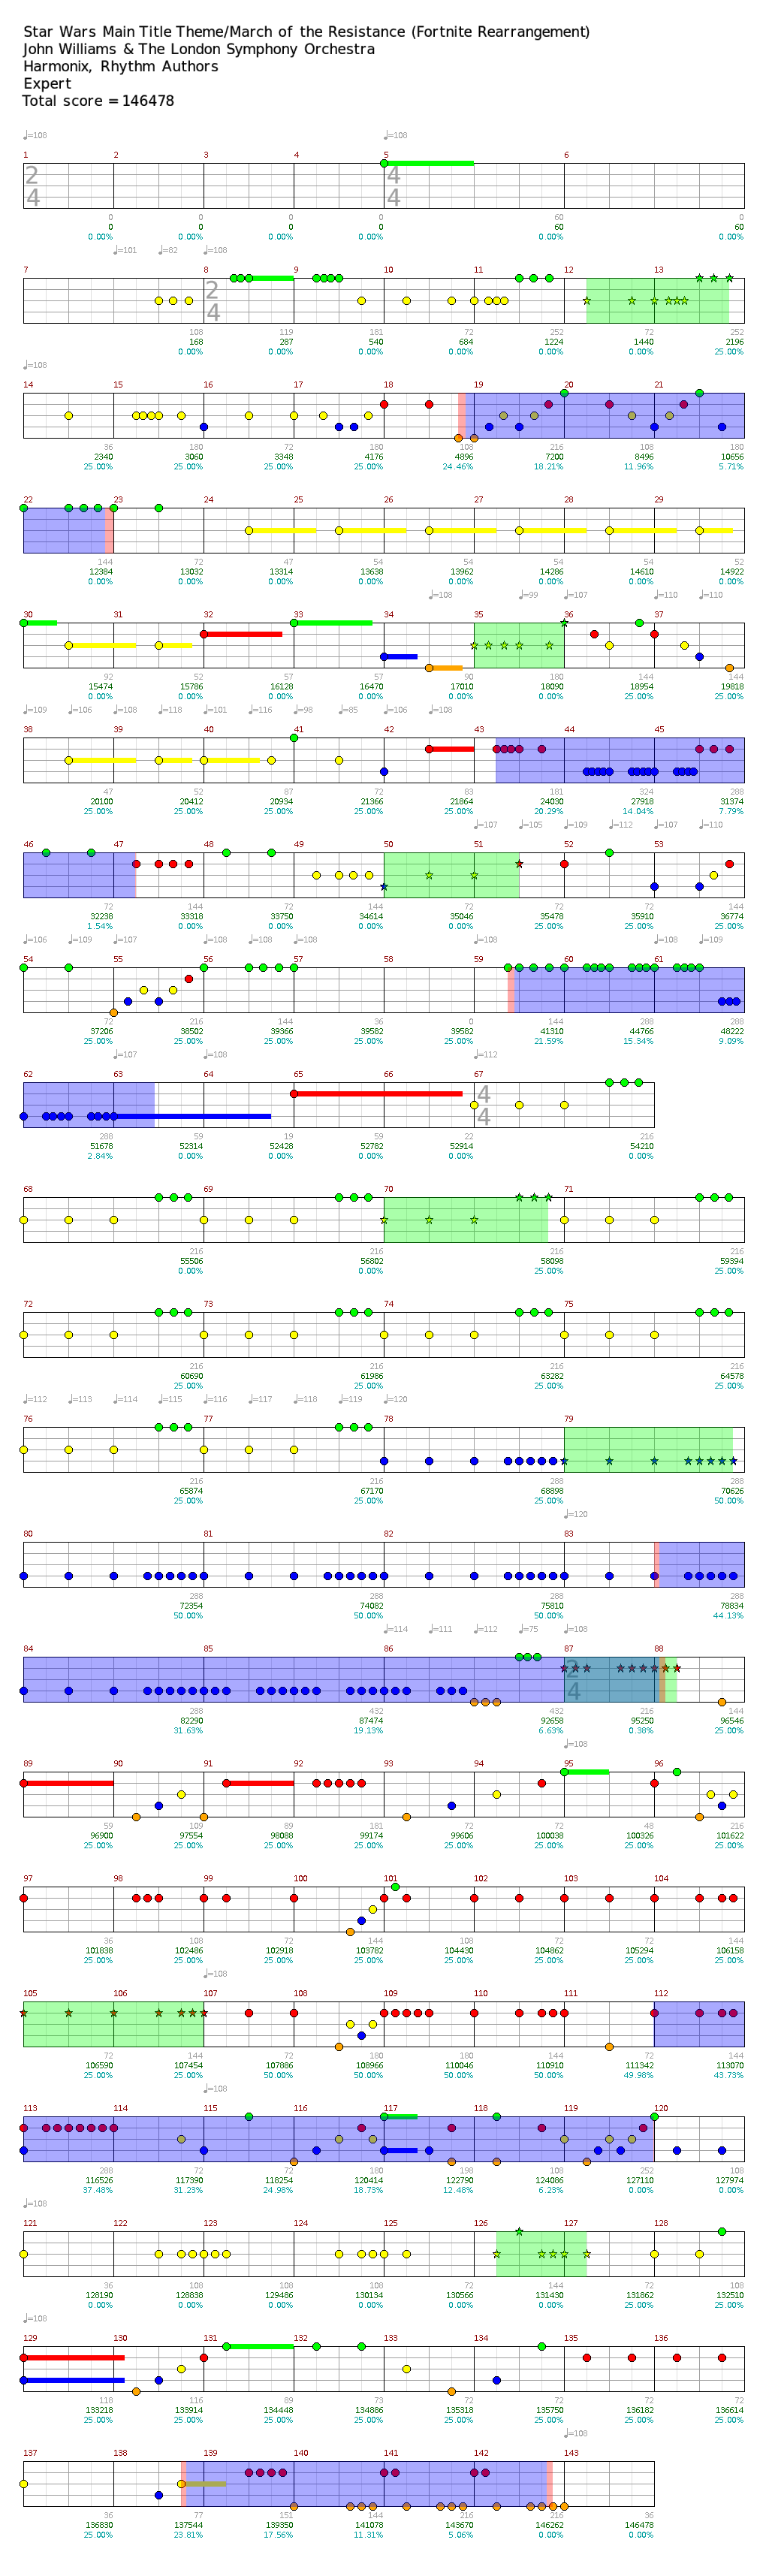 Star Wars Main Title Theme/March of the Resistance (Fortnite Rearrangement)
John Williams & The London Symphony Orchestra
Harmonix, Rhythm Authors
Expert
Total score = 146478
♩=108 ♩=108
1 2 3 4 5 6
2 4
4 4
0 0 0 0 60 0
0 0 0 0 60 60
0.00% 0.00% 0.00% 0.00% 0.00% 0.00%
♩=101 ♩=82 ♩=108
7 8 9 10 11 12 13
2
4
108 119 181 72 252 72 252
168 287 540 684 1224 1440 2196
0.00% 0.00% 0.00% 0.00% 0.00% 0.00% 25.00%
♩=108
14 15 16 17 18 19 20 21
36 180 72 180 108 216 108 180
2340 3060 3348 4176 4896 7200 8496 10656
25.00% 25.00% 25.00% 25.00% 24.46% 18.21% 11.96% 5.71%
22 23 24 25 26 27 28 29
144 72 47 54 54 54 54 52
12384 13032 13314 13638 13962 14286 14610 14922
0.00% 0.00% 0.00% 0.00% 0.00% 0.00% 0.00% 0.00%
♩=108 ♩=99 ♩=107 ♩=110 ♩=110
30 31 32 33 34 35 36 37
92 52 57 57 90 180 144 144
15474 15786 16128 16470 17010 18090 18954 19818
0.00% 0.00% 0.00% 0.00% 0.00% 0.00% 25.00% 25.00%
♩=109 ♩=106 ♩=108 ♩=118 ♩=101 ♩=116 ♩=98 ♩=85 ♩=106 ♩=108
38 39 40 41 42 43 44 45
47 52 87 72 83 181 324 288
20100 20412 20934 21366 21864 24030 27918 31374
25.00% 25.00% 25.00% 25.00% 25.00% 20.29% 14.04% 7.79%
♩=107 ♩=105 ♩=109 ♩=112 ♩=107 ♩=110
46 47 48 49 50 51 52 53
72 144 72 144 72 72 72 144
32238 33318 33750 34614 35046 35478 35910 36774
1.54% 0.00% 0.00% 0.00% 0.00% 25.00% 25.00% 25.00%
♩=106 ♩=109 ♩=107 ♩=108 ♩=108 ♩=108 ♩=108 ♩=108 ♩=109
54 55 56 57 58 59 60 61
72 216 144 36 0 144 288 288
37206 38502 39366 39582 39582 41310 44766 48222
25.00% 25.00% 25.00% 25.00% 25.00% 21.59% 15.34% 9.09%
♩=107 ♩=108 ♩=112
62 63 64 65 66 67
4
4
288 59 19 59 22 216
51678 52314 52428 52782 52914 54210
2.84% 0.00% 0.00% 0.00% 0.00% 0.00%
68 69 70 71
216 216 216 216
55506 56802 58098 59394
0.00% 0.00% 25.00% 25.00%
72 73 74 75
216 216 216 216
60690 61986 63282 64578
25.00% 25.00% 25.00% 25.00%
♩=112 ♩=113 ♩=114 ♩=115 ♩=116 ♩=117 ♩=118 ♩=119 ♩=120
76 77 78 79
216 216 288 288
65874 67170 68898 70626
25.00% 25.00% 25.00% 50.00%
♩=120
80 81 82 83
288 288 288 288
72354 74082 75810 78834
50.00% 50.00% 50.00% 44.13%
♩=114 ♩=111 ♩=112 ♩=75 ♩=108
84 85 86 87 88
2
4
288 432 432 216 144
82290 87474 92658 95250 96546
31.63% 19.13% 6.63% 0.38% 25.00%
♩=108
89 90 91 92 93 94 95 96
59 109 89 181 72 72 48 216
96900 97554 98088 99174 99606 100038 100326 101622
25.00% 25.00% 25.00% 25.00% 25.00% 25.00% 25.00% 25.00%
97 98 99 100 101 102 103 104
36 108 72 144 108 72 72 144
101838 102486 102918 103782 104430 104862 105294 106158
25.00% 25.00% 25.00% 25.00% 25.00% 25.00% 25.00% 25.00%
♩=108
105 106 107 108 109 110 111 112
72 144 72 180 180 144 72 144
106590 107454 107886 108966 110046 110910 111342 113070
25.00% 25.00% 50.00% 50.00% 50.00% 50.00% 49.98% 43.73%
♩=108
113 114 115 116 117 118 119 120
288 72 72 180 198 108 252 108
116526 117390 118254 120414 122790 124086 127110 127974
37.48% 31.23% 24.98% 18.73% 12.48% 6.23% 0.00% 0.00%
♩=108
121 122 123 124 125 126 127 128
36 108 108 108 72 144 72 108
128190 128838 129486 130134 130566 131430 131862 132510
0.00% 0.00% 0.00% 0.00% 0.00% 0.00% 25.00% 25.00%
♩=108
129 130 131 132 133 134 135 136
118 116 89 73 72 72 72 72
133218 133914 134448 134886 135318 135750 136182 136614
25.00% 25.00% 25.00% 25.00% 25.00% 25.00% 25.00% 25.00%
♩=108
137 138 139 140 141 142 143
36 77 151 144 216 216 36
136830 137544 139350 141078 143670 146262 146478
25.00% 23.81% 17.56% 11.31% 5.06% 0.00% 0.00%